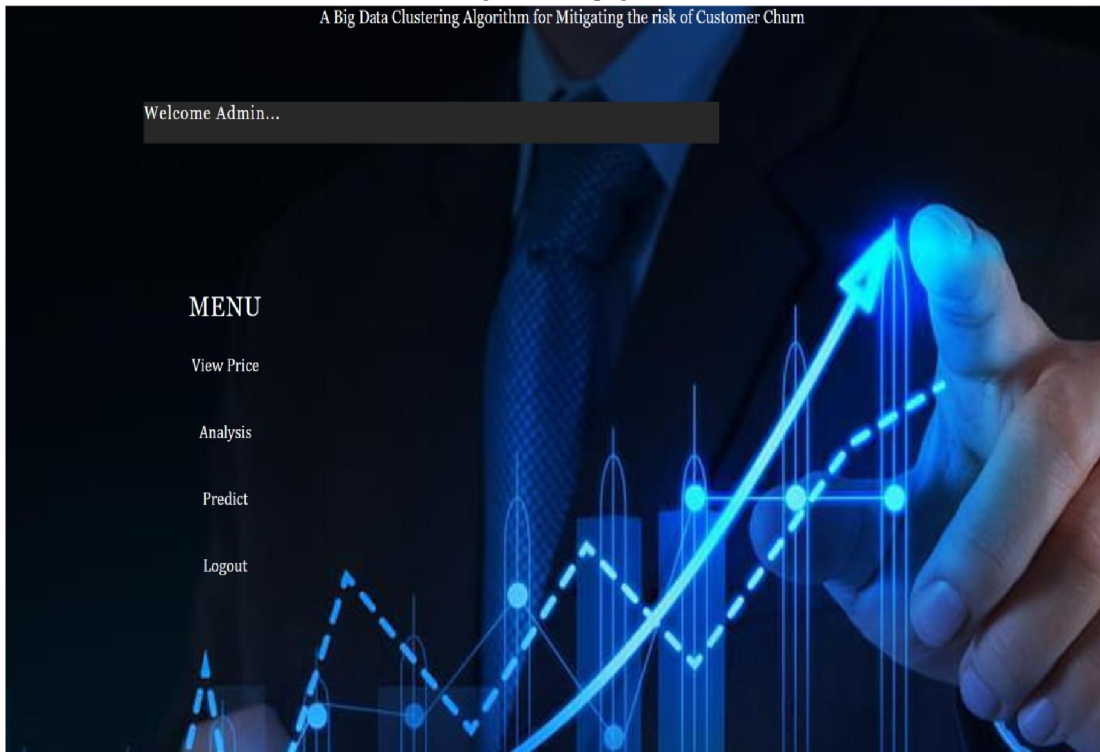 A Big Data Clustering Algorithm for Mitigating the risk of Customer Churn
Welcome Admin...
MENU
View Price
Analysis
Predict
Logout